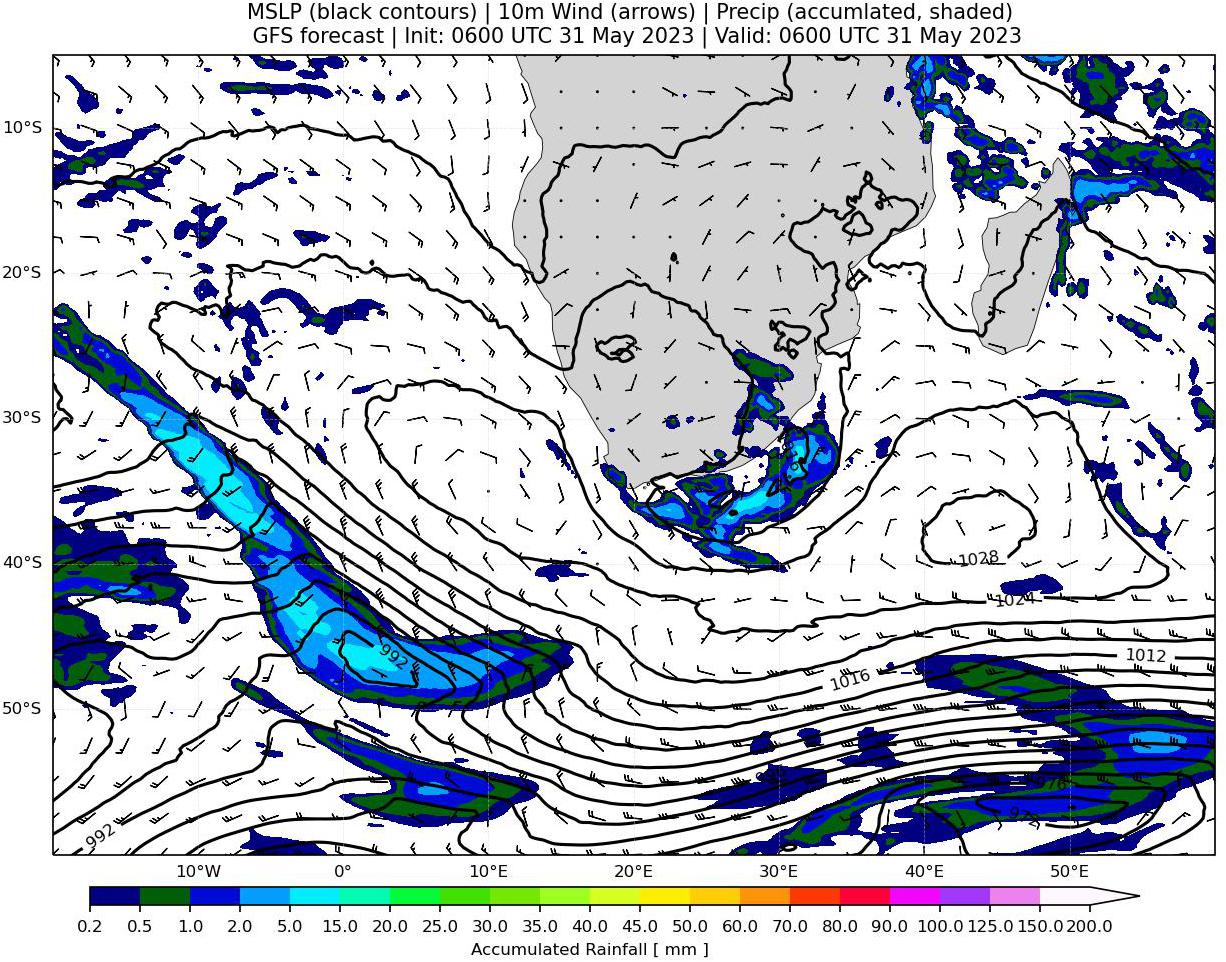 MSLP (black contours) | 10m Wind (arrows) | Precip (accumlated, shaded)
GFS forecast | Init: 0600 UTC 31 May 2023 | Valid: 0600 UTC 31 May 2023
10°S
20°S
30°S
40°S
50°S
1028
1024
1012
1016
992
976
972
992
10°W 0° 10°E 20°E 30°E 40°E 50°E
0.2 0.5 1.0 2.0 5.0 15.0 20.0 25.0 30.0 35.0 40.0 45.0 50.0 60.0 70.0 80.0 90.0 100.0 125.0 150.0 200.0
Accumulated Rainfall [ mm ]